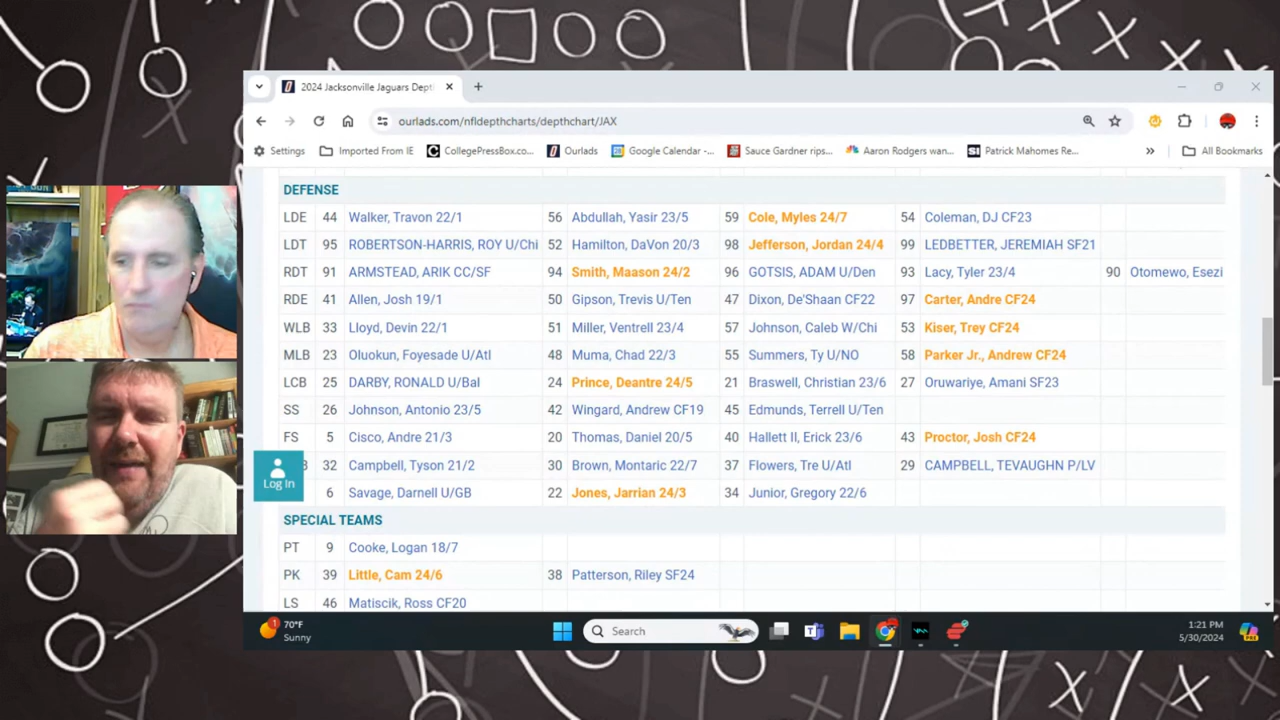 2024 Jacksonville Jaguars Dept
ourlads.com/nfldepthcharts/depthchart/JAX
Settings Imported From IE CollegePressBox.co... Ourlads Google Calendar -... Sauce Gardner rips... Aaron Rodgers wan... Patrick Mahomes Re... » All Bookmarks
DEFENSE
LDE 44 Walker, Travon 22/1 56 Abdullah, Yasir 23/5 59 Cole, Myles 24/7 54 Coleman, DJ CF23
LDT 95 ROBERTSON-HARRIS, ROY U/Chi 52 Hamilton, DaVon 20/3 98 Jefferson, Jordan 24/4 99 LEDBETTER, JEREMIAH SF21
RDT 91 ARMSTEAD, ARIK CC/SF 94 Smith, Maason 24/2 96 GOTSIS, ADAM U/Den 93 Lacy, Tyler 23/4 90 Otomewo, Esezi
RDE 41 Allen, Josh 19/1 50 Gipson, Trevis U/Ten 47 Dixon, De'Shaan CF22 97 Carter, Andre CF24
WLB 33 Lloyd, Devin 22/1 51 Miller, Ventrell 23/4 57 Johnson, Caleb W/Chi 53 Kiser, Trey CF24
MLB 23 Oluokun, Foyesade U/Atl 48 Muma, Chad 22/3 55 Summers, Ty U/NO 58 Parker Jr., Andrew CF24
LCB 25 DARBY, RONALD U/Bal 24 Prince, Deantre 24/5 21 Braswell, Christian 23/6 27 Oruwariye, Amani SF23
SS 26 Johnson, Antonio 23/5 42 Wingard, Andrew CF19 45 Edmunds, Terrell U/Ten
FS 5 Cisco, Andre 21/3 20 Thomas, Daniel 20/5 40 Hallett II, Erick 23/6 43 Proctor, Josh CF24
32 Campbell, Tyson 21/2 30 Brown, Montaric 22/7 37 Flowers, Tre U/Atl 29 CAMPBELL, TEVAUGHN P/LV
Log In
6 Savage, Darnell U/GB 22 Jones, Jarrian 24/3 34 Junior, Gregory 22/6
SPECIAL TEAMS
PT 9 Cooke, Logan 18/7
PK 39 Little, Cam 24/6 38 Patterson, Riley SF24
LS 46 Matiscik, Ross CF20
1 70°F
Sunny
Search
1:21 PM
5/30/2024